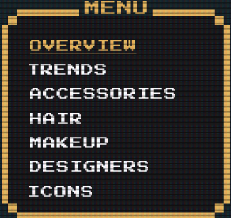 MENU
OVERVIEW
TRENDS
ACCESSORIES
HAIR
MAKEUP
DESIGNERS
ICONS